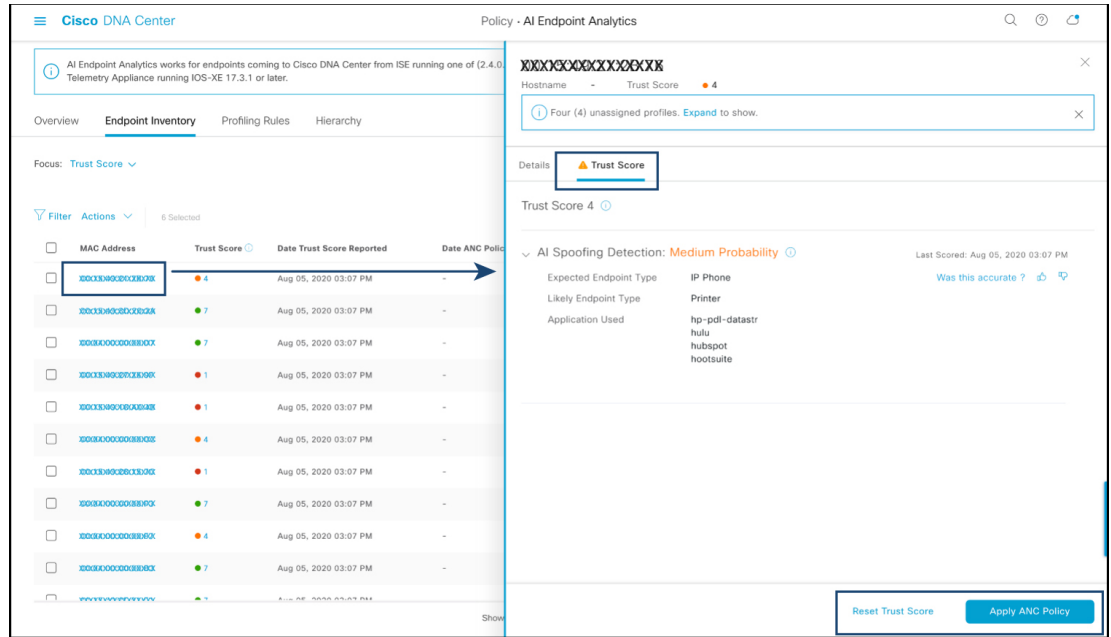 Cisco DNA Center
Policy · AI Endpoint Analytics
AI Endpoint Analytics works for endpoints coming to Cisco DNA Center from ISE running one of (2.4.0.
Telemetry Appliance running IOS-XE 17.3.1 or later.
Overview Endpoint Inventory Profiling Rules Hierarchy
Focus: Trust Score
Filter Actions 6 Selected
MAC Address Trust Score Date Trust Score Reported Date ANC Polic
4 Aug 05, 2020 03:07 PM -
7 Aug 05, 2020 03:07 PM -
7 Aug 05, 2020 03:07 PM -
1 Aug 05, 2020 03:07 PM -
1 Aug 05, 2020 03:07 PM -
4 Aug 05, 2020 03:07 PM -
1 Aug 05, 2020 03:07 PM -
7 Aug 05, 2020 03:07 PM -
4 Aug 05, 2020 03:07 PM -
7 Aug 05, 2020 03:07 PM -
Show
Hostname - Trust Score 4
Four (4) unassigned profiles. Expand to show.
Details Trust Score
Trust Score 4
AI Spoofing Detection: Medium Probability
Last Scored: Aug 05, 2020 03:07 PM
Expected Endpoint Type IP Phone
Was this accurate ?
Likely Endpoint Type Printer
Application Used hp-pdl-datastr
hulu
hubspot
hootsuite
Reset Trust Score Apply ANC Policy